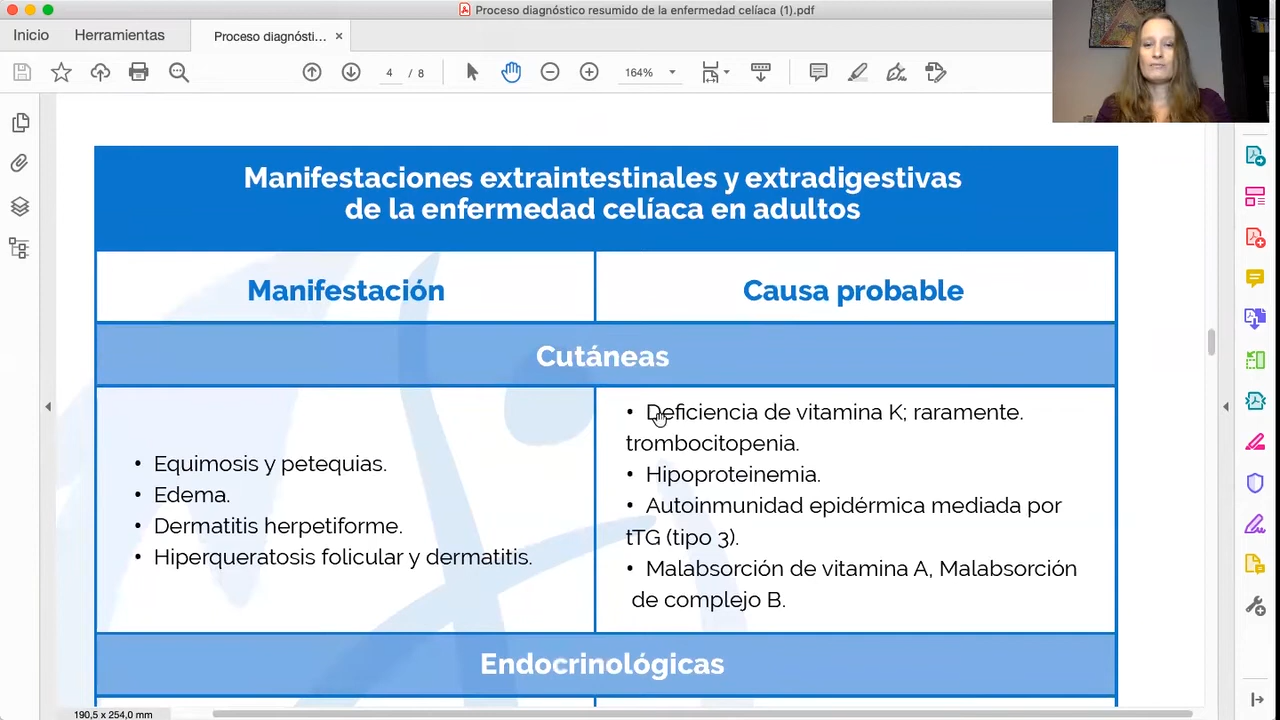 Proceso diagnóstico resumido de la enfermedad celíaca (1).pdf
Inicio
Herramientas
Proceso diagnósti... ×
4 / 8
164%
Manifestaciones extraintestinales y extradigestivas
de la enfermedad celíaca en adultos
Manifestación
Causa probable
Cutáneas
• Equimosis y petequias.
• Edema.
• Dermatitis herpetiforme.
• Hiperqueratosis folicular y dermatitis.
• Deficiencia de vitamina K; raramente.
trombocitopenia.
• Hipoproteinemia.
• Autoinmunidad epidérmica mediada por
tTG (tipo 3).
• Malabsorción de vitamina A, Malabsorción
de complejo B.
Endocrinológicas
190,5 x 254,0 mm